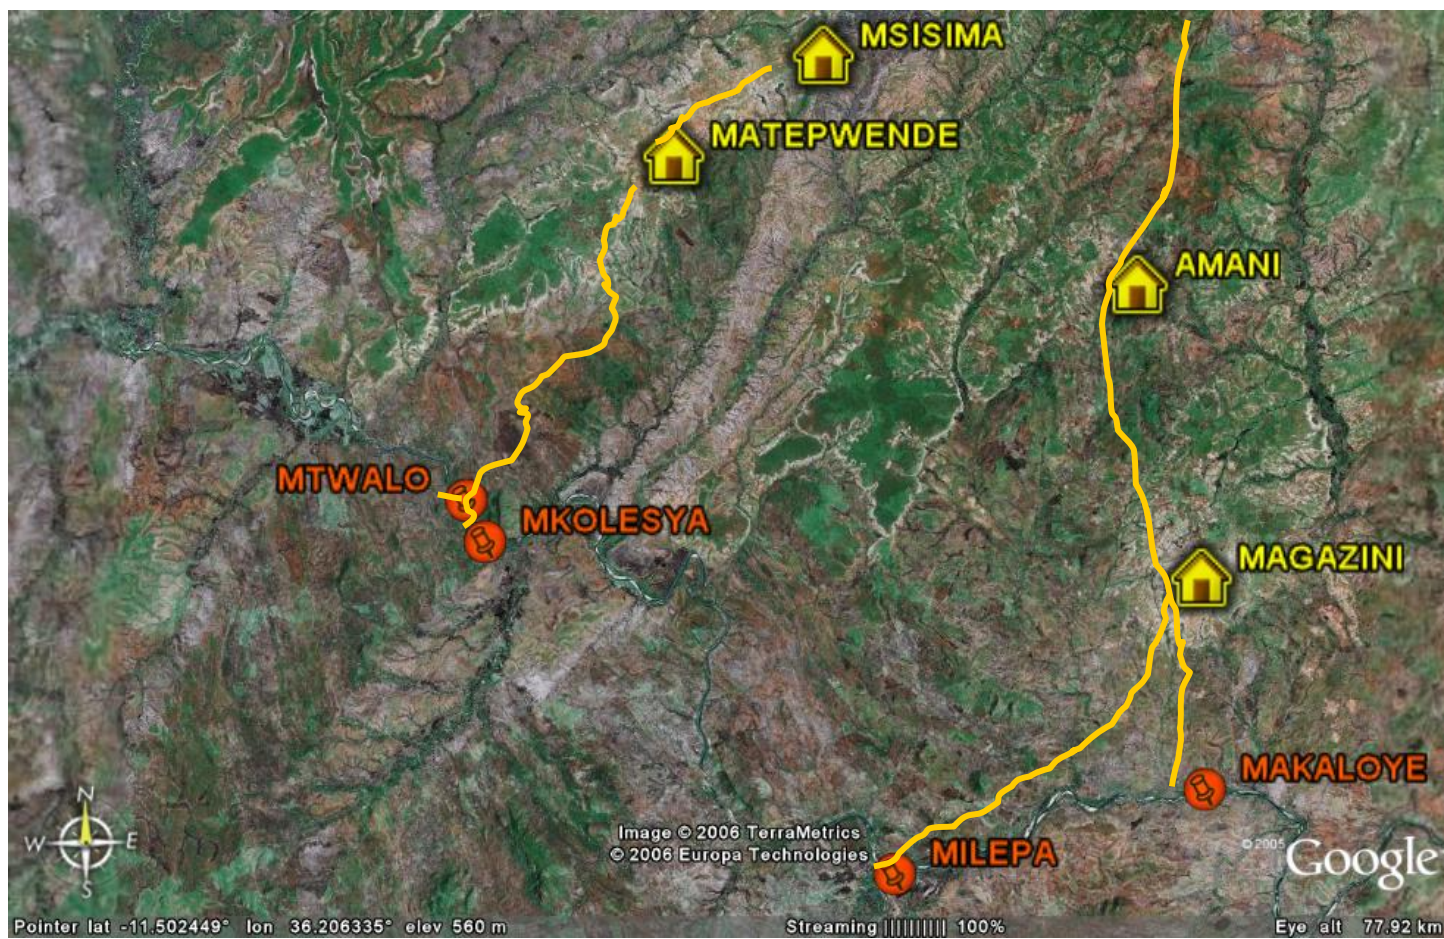 MSISIMA
MATEPWENDE
AMANI
MTWALO
MKOLESYA
MAGAZINI
MAKALOYE
MILEPA
N
W E
S
Image © 2006 TerraMetrics
© 2006 Europa Technologies
© 2005 Google
Pointer lat -11.502449° lon 36.206335° elev 560 m Streaming |||||||||| 100% Eye alt 77.92 km